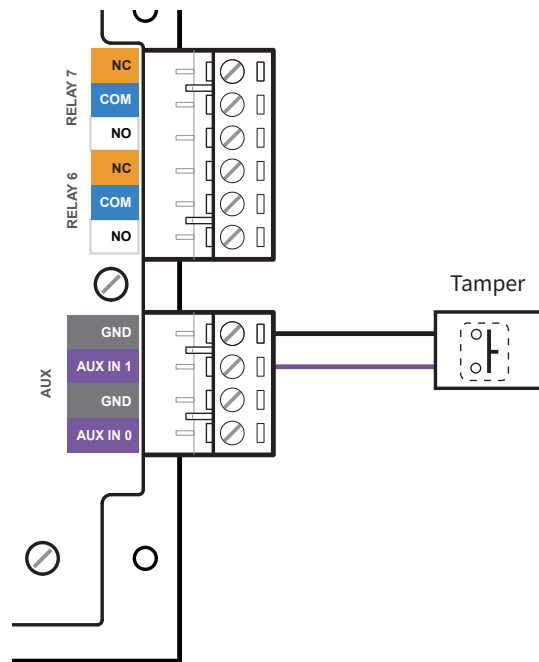 RELAY 7
NC
COM
NO
RELAY 6
NC
COM
NO
Tamper
AUX
GND
AUX IN 1
GND
AUX IN 0